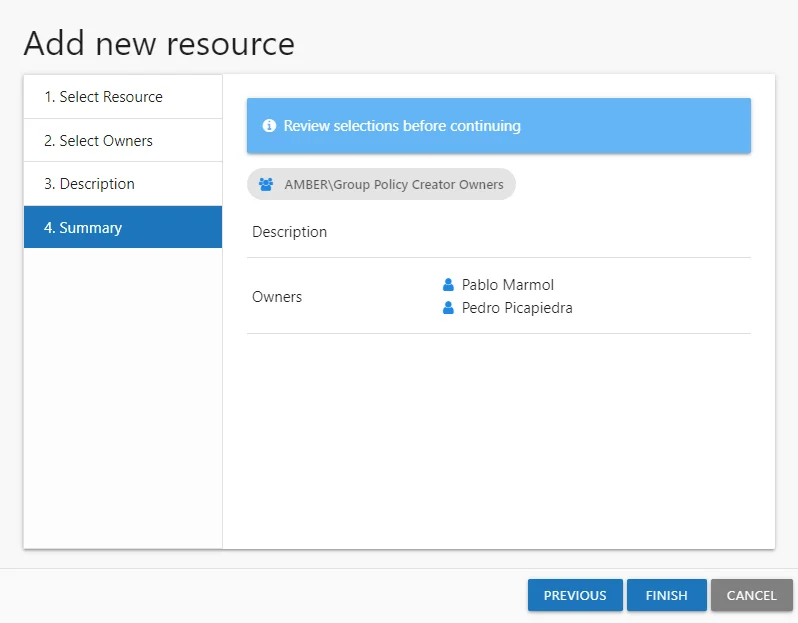 Add new resource
1. Select Resource
2. Select Owners
3. Description
4. Summary
Review selections before continuing
AMBER\Group Policy Creator Owners
Description
Owners
Pablo Marmol
Pedro Picapiedra
PREVIOUS
FINISH
CANCEL